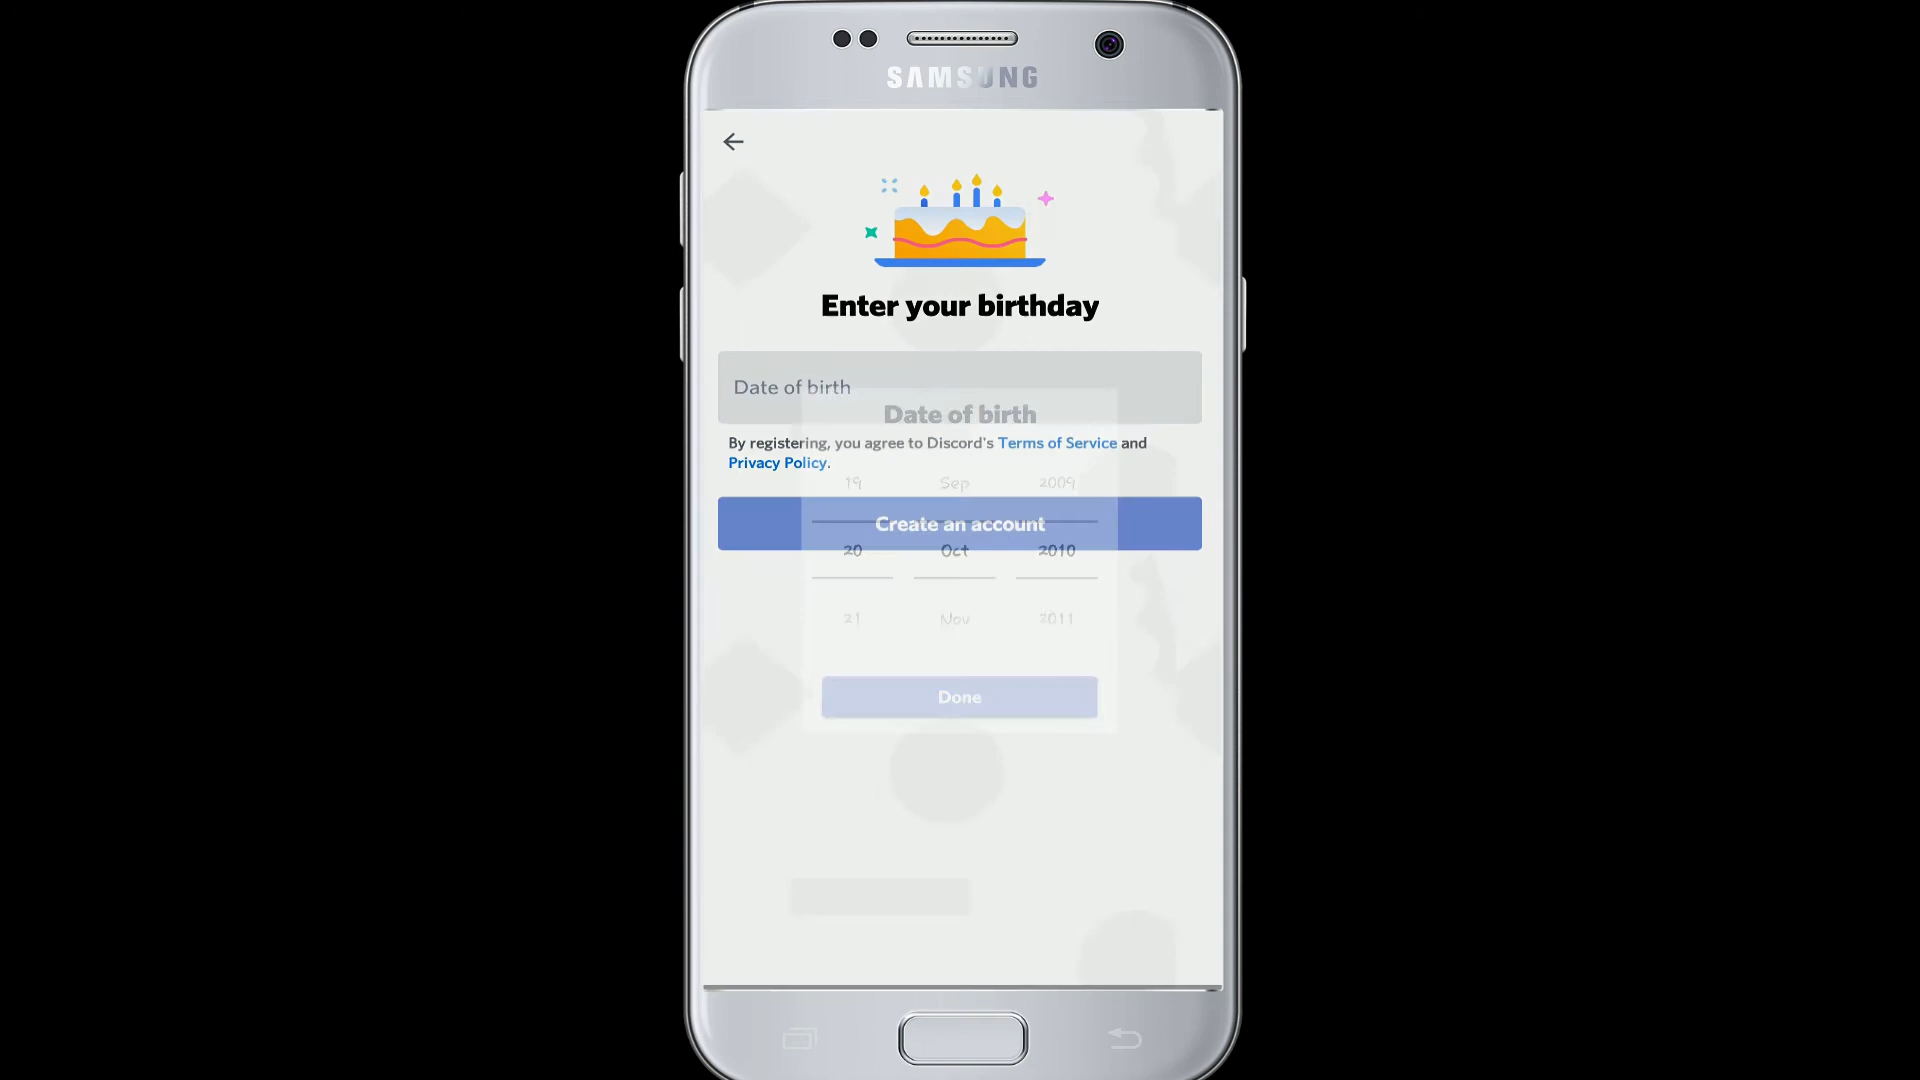 SAMSUNG
Enter your birthday
Date of birth
Date of birth
By registering, you agree to Discord's Terms of Service and
Privacy Policy.
19 Sep 2009
Create an account
20 Oct 2010
21 Nov 2011
Done